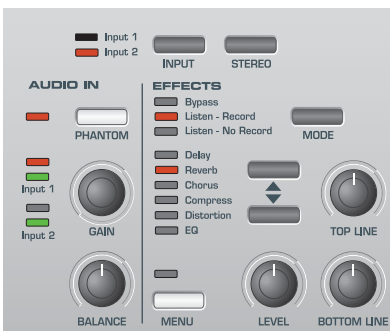 Input 1
Input 2
INPUT STEREO
AUDIO IN EFFECTS
Bypass
Listen - Record
Listen - No Record
PHANTOM MODE
Delay
Reverb
Input 1 Chorus
Compress
Distortion
Input 2 GAIN EQ TOP LINE
BALANCE MENU LEVEL BOTTOM LINE